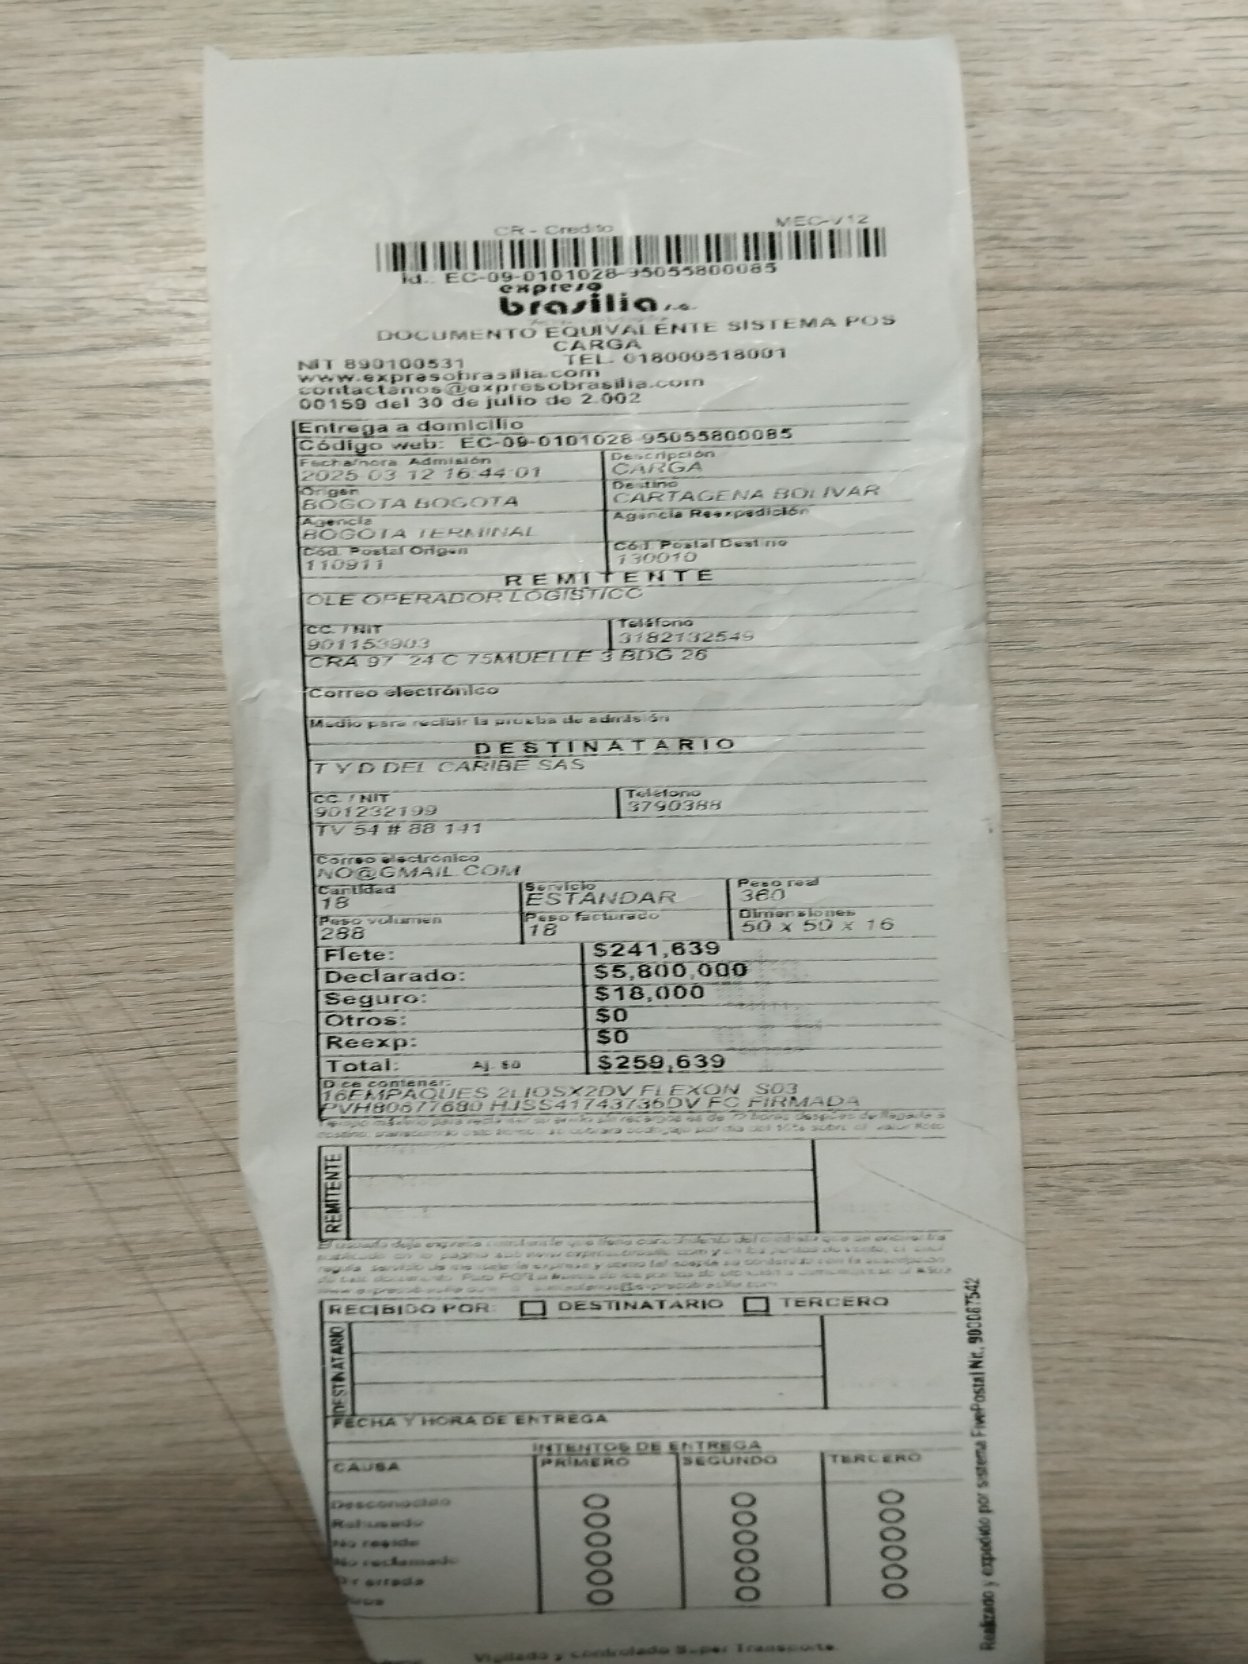 CR - Credito MEC-V12
Id.: EC-09-0101028-95055800085
expreso
brasilia s.a.
DOCUMENTO EQUIVALENTE SISTEMA POS
CARGA
NIT 890100531 TEL. 018000518001
www.expresobrasilia.com
contactanos@expresobrasilia.com
00159 del 30 de julio de 2.002
Entrega a domicilio
Código web: EC-09-0101028-95055800085
Fecha/hora Admisión Descripción
2025-03-12 16:44:01 CARGA
Origen Destino
BOGOTA BOGOTA CARTAGENA BOLIVAR
Agencia Agencia Reexpedición
BOGOTA TERMINAL
Cód. Postal Origen Cód. Postal Destino
110911 130010
REMITENTE
OLE OPERADOR LOGISTICO
CC. / NIT Teléfono
901153903 3182132549
CRA 97 24 C 75MUELLE 3 BDG 26
Correo electrónico
Medio para recibir la prueba de admisión
DESTINATARIO
T Y D DEL CARIBE SAS
CC. / NIT Teléfono
901232199 3790388
TV 54 # 88 141
Correo electrónico
NO@GMAIL.COM
Cantidad Servicio Peso real
18 ESTANDAR 360
Peso volumen Peso facturado Dimensiones
288 18 50 x 50 x 16
Flete: $241,639
Declarado: $5,800,000
Seguro: $18,000
Otros: $0
Reexp: $0
Total: Aj. $0 $259,639
Dice contener:
16EMPAQUES 2LIOSX2DV FLEXON S03
PVH80677680 HJSS41743736DV FC FIRMADA
REMITENTE
RECIBIDO POR: DESTINATARIO TERCERO
DESTINATARIO
FECHA Y HORA DE ENTREGA
INTENTOS DE ENTREGA
CAUSA PRIMERO SEGUNDO TERCERO
Desconocido
Rehusado
No reside
No reclamado
Dir errada
Otros
Vigilado y controlado Super Transporte.
Realizado y expedido por sistema FivePostal Nit. 900087542